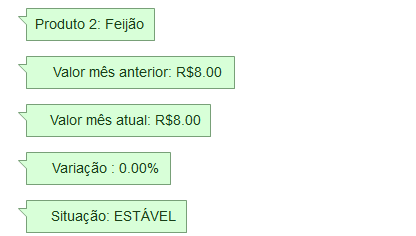 Produto 2: Feijão
Valor mês anterior: R$8.00
Valor mês atual: R$8.00
Variação : 0.00%
Situação: ESTÁVEL